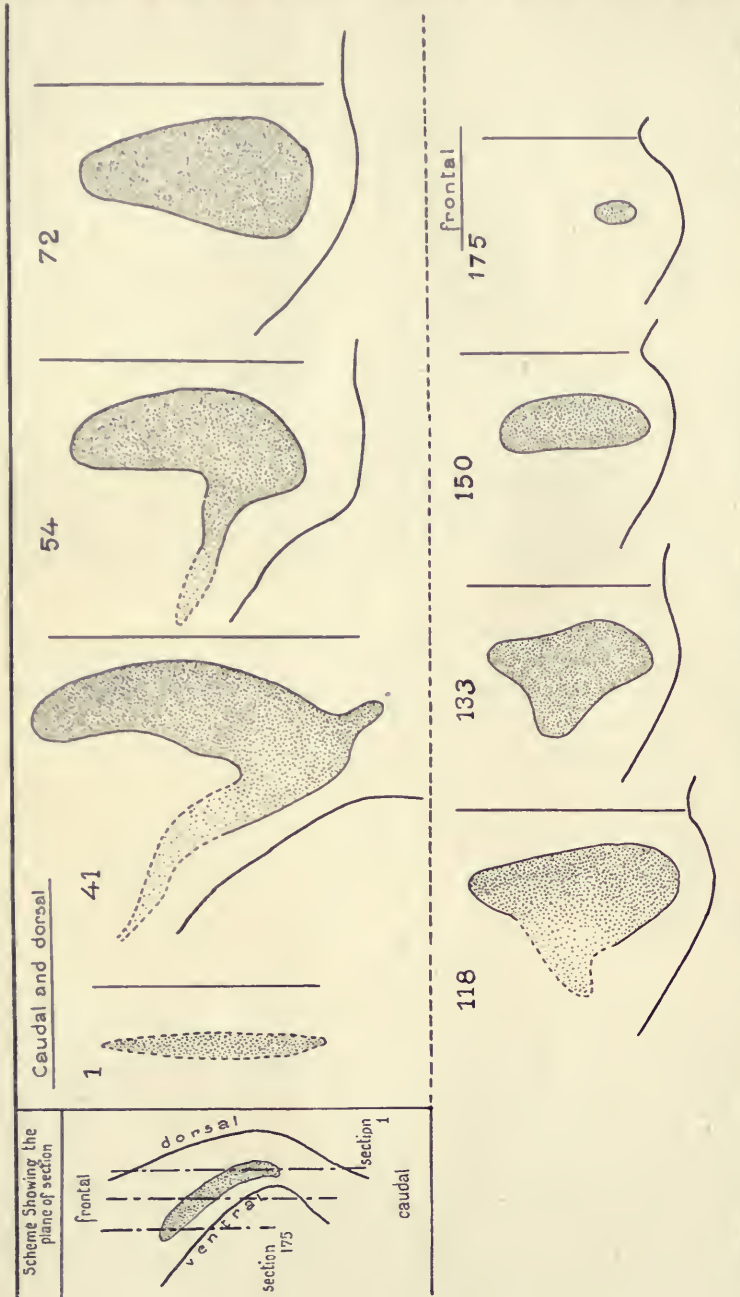 Scheme Showing the
plane of section
frontal
dorsal
ventral
section
175
section
1
caudal
Caudal and dorsal
1
41
54
72
118
133
150
175
frontal